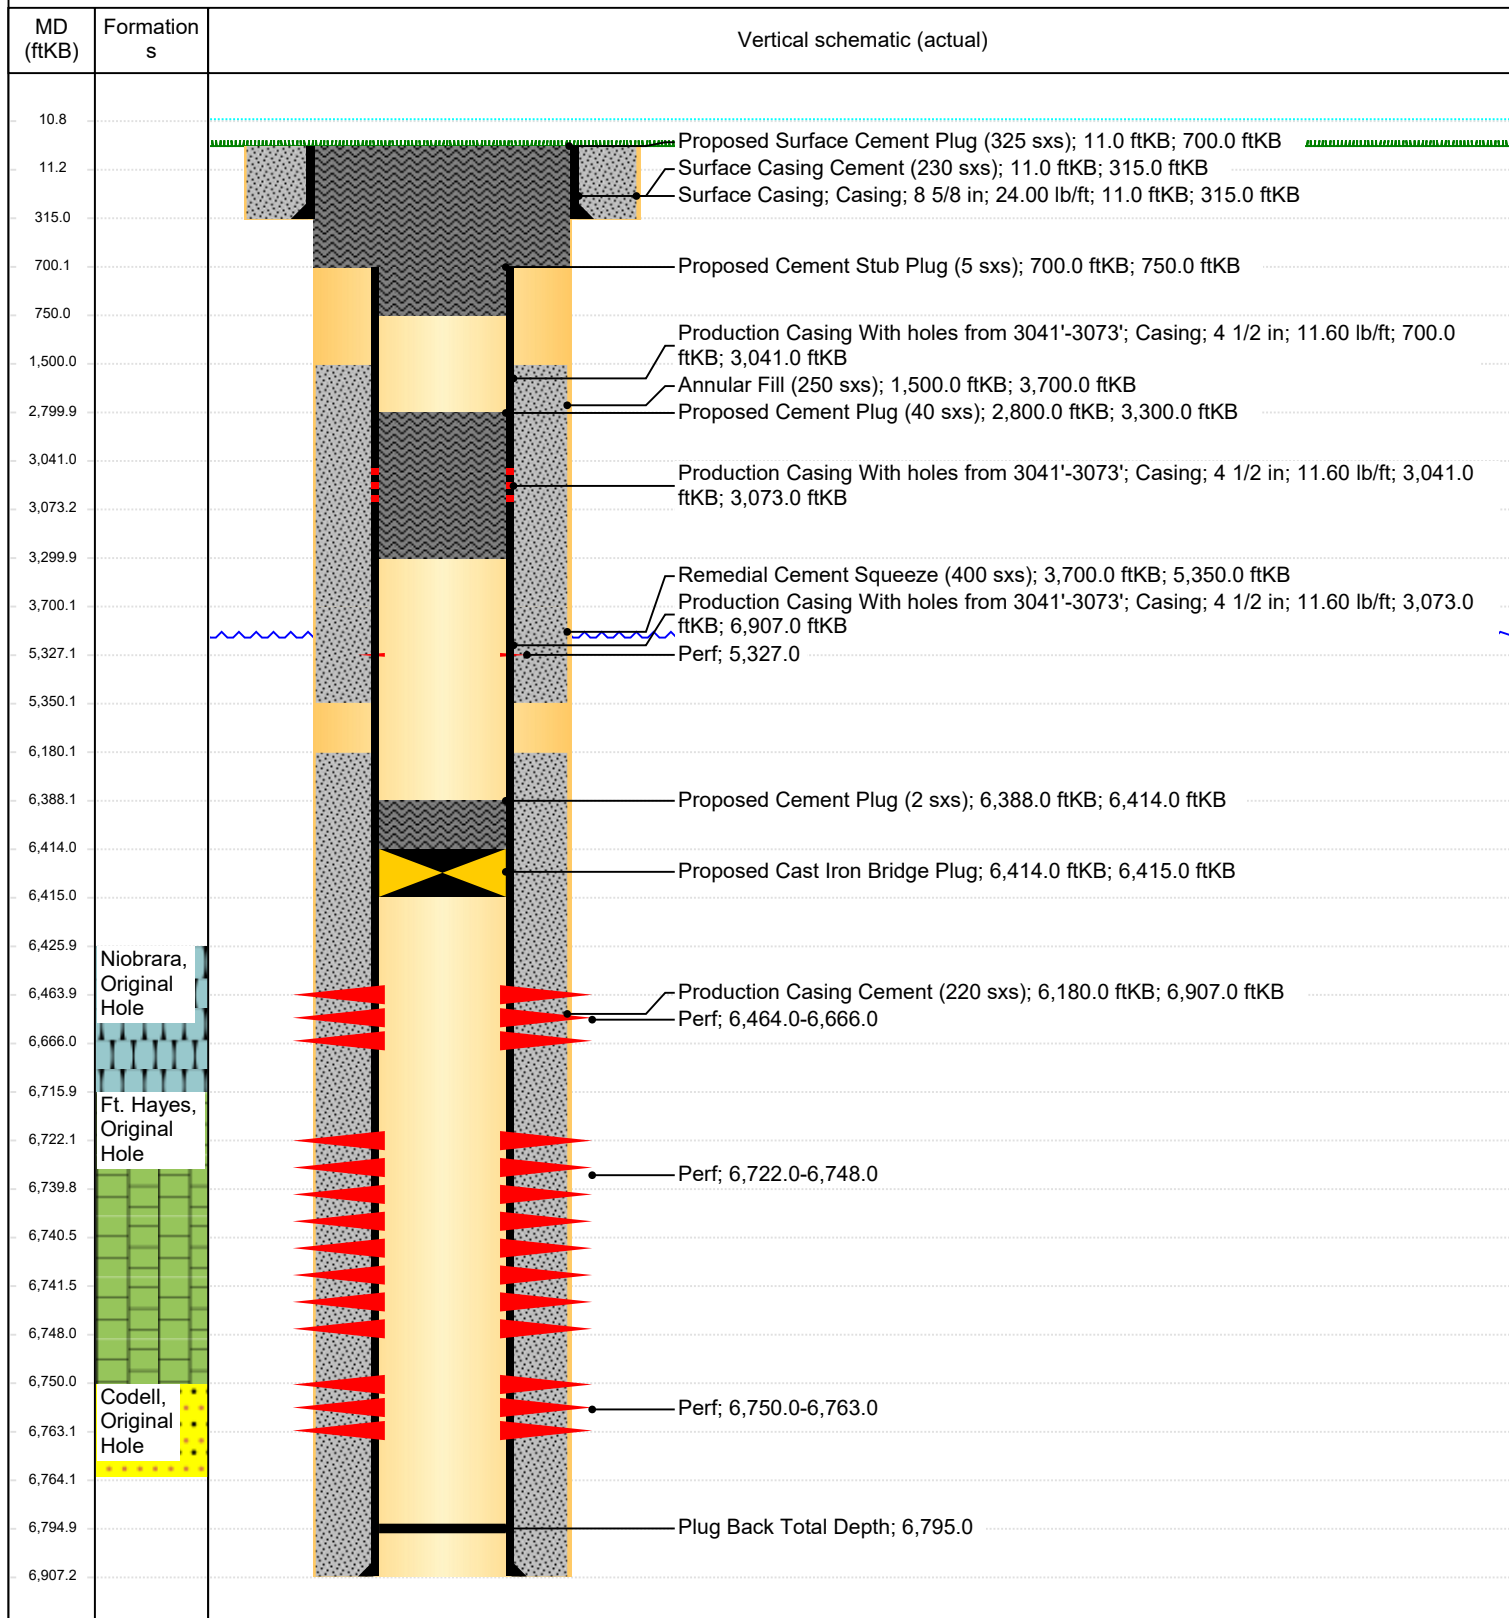 MD
(ftKB)
Formation
s
Vertical schematic (actual)
10.8
11.2
315.0
700.1
750.0
1,500.0
2,799.9
3,041.0
3,073.2
3,299.9
3,700.1
5,327.1
5,350.1
6,180.1
6,388.1
6,414.0
6,415.0
6,425.9
6,463.9
6,666.0
6,715.9
6,722.1
6,739.8
6,740.5
6,741.5
6,748.0
6,750.0
6,763.1
6,764.1
6,794.9
6,907.2
Niobrara,
Original
Hole
Ft. Hayes,
Original
Hole
Codell,
Original
Hole
Proposed Surface Cement Plug (325 sxs); 11.0 ftKB; 700.0 ftKB
Surface Casing Cement (230 sxs); 11.0 ftKB; 315.0 ftKB
Surface Casing; Casing; 8 5/8 in; 24.00 lb/ft; 11.0 ftKB; 315.0 ftKB
Proposed Cement Stub Plug (5 sxs); 700.0 ftKB; 750.0 ftKB
Production Casing With holes from 3041'-3073'; Casing; 4 1/2 in; 11.60 lb/ft; 700.0
ftKB; 3,041.0 ftKB
Annular Fill (250 sxs); 1,500.0 ftKB; 3,700.0 ftKB
Proposed Cement Plug (40 sxs); 2,800.0 ftKB; 3,300.0 ftKB
Production Casing With holes from 3041'-3073'; Casing; 4 1/2 in; 11.60 lb/ft; 3,041.0
ftKB; 3,073.0 ftKB
Remedial Cement Squeeze (400 sxs); 3,700.0 ftKB; 5,350.0 ftKB
Production Casing With holes from 3041'-3073'; Casing; 4 1/2 in; 11.60 lb/ft; 3,073.0
ftKB; 6,907.0 ftKB
Perf; 5,327.0
Proposed Cement Plug (2 sxs); 6,388.0 ftKB; 6,414.0 ftKB
Proposed Cast Iron Bridge Plug; 6,414.0 ftKB; 6,415.0 ftKB
Production Casing Cement (220 sxs); 6,180.0 ftKB; 6,907.0 ftKB
Perf; 6,464.0-6,666.0
Perf; 6,722.0-6,748.0
Perf; 6,750.0-6,763.0
Plug Back Total Depth; 6,795.0